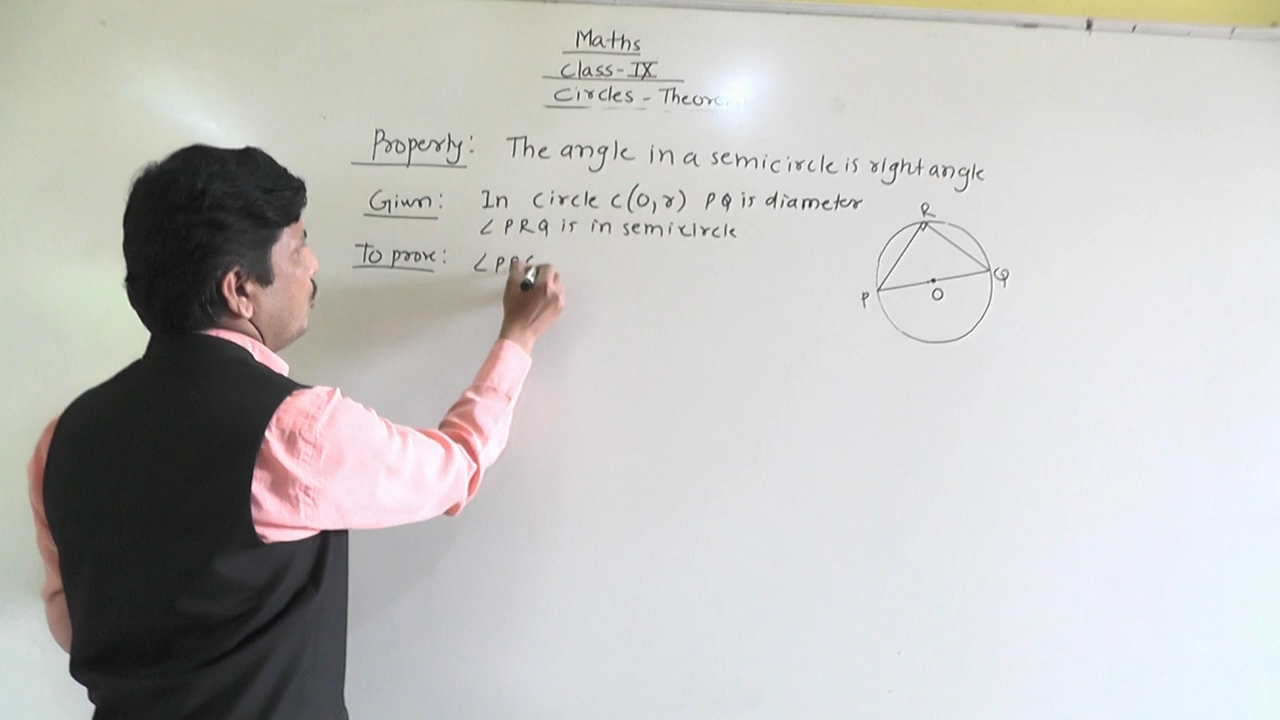 Maths
Class-IX
Circles - Theorem
Property: The angle in a semicircle is right angle
Given: In circle C(O,r) PQ is diameter
∠PRQ is in semicircle
To prove: ∠PRQ
R
P
O
Q